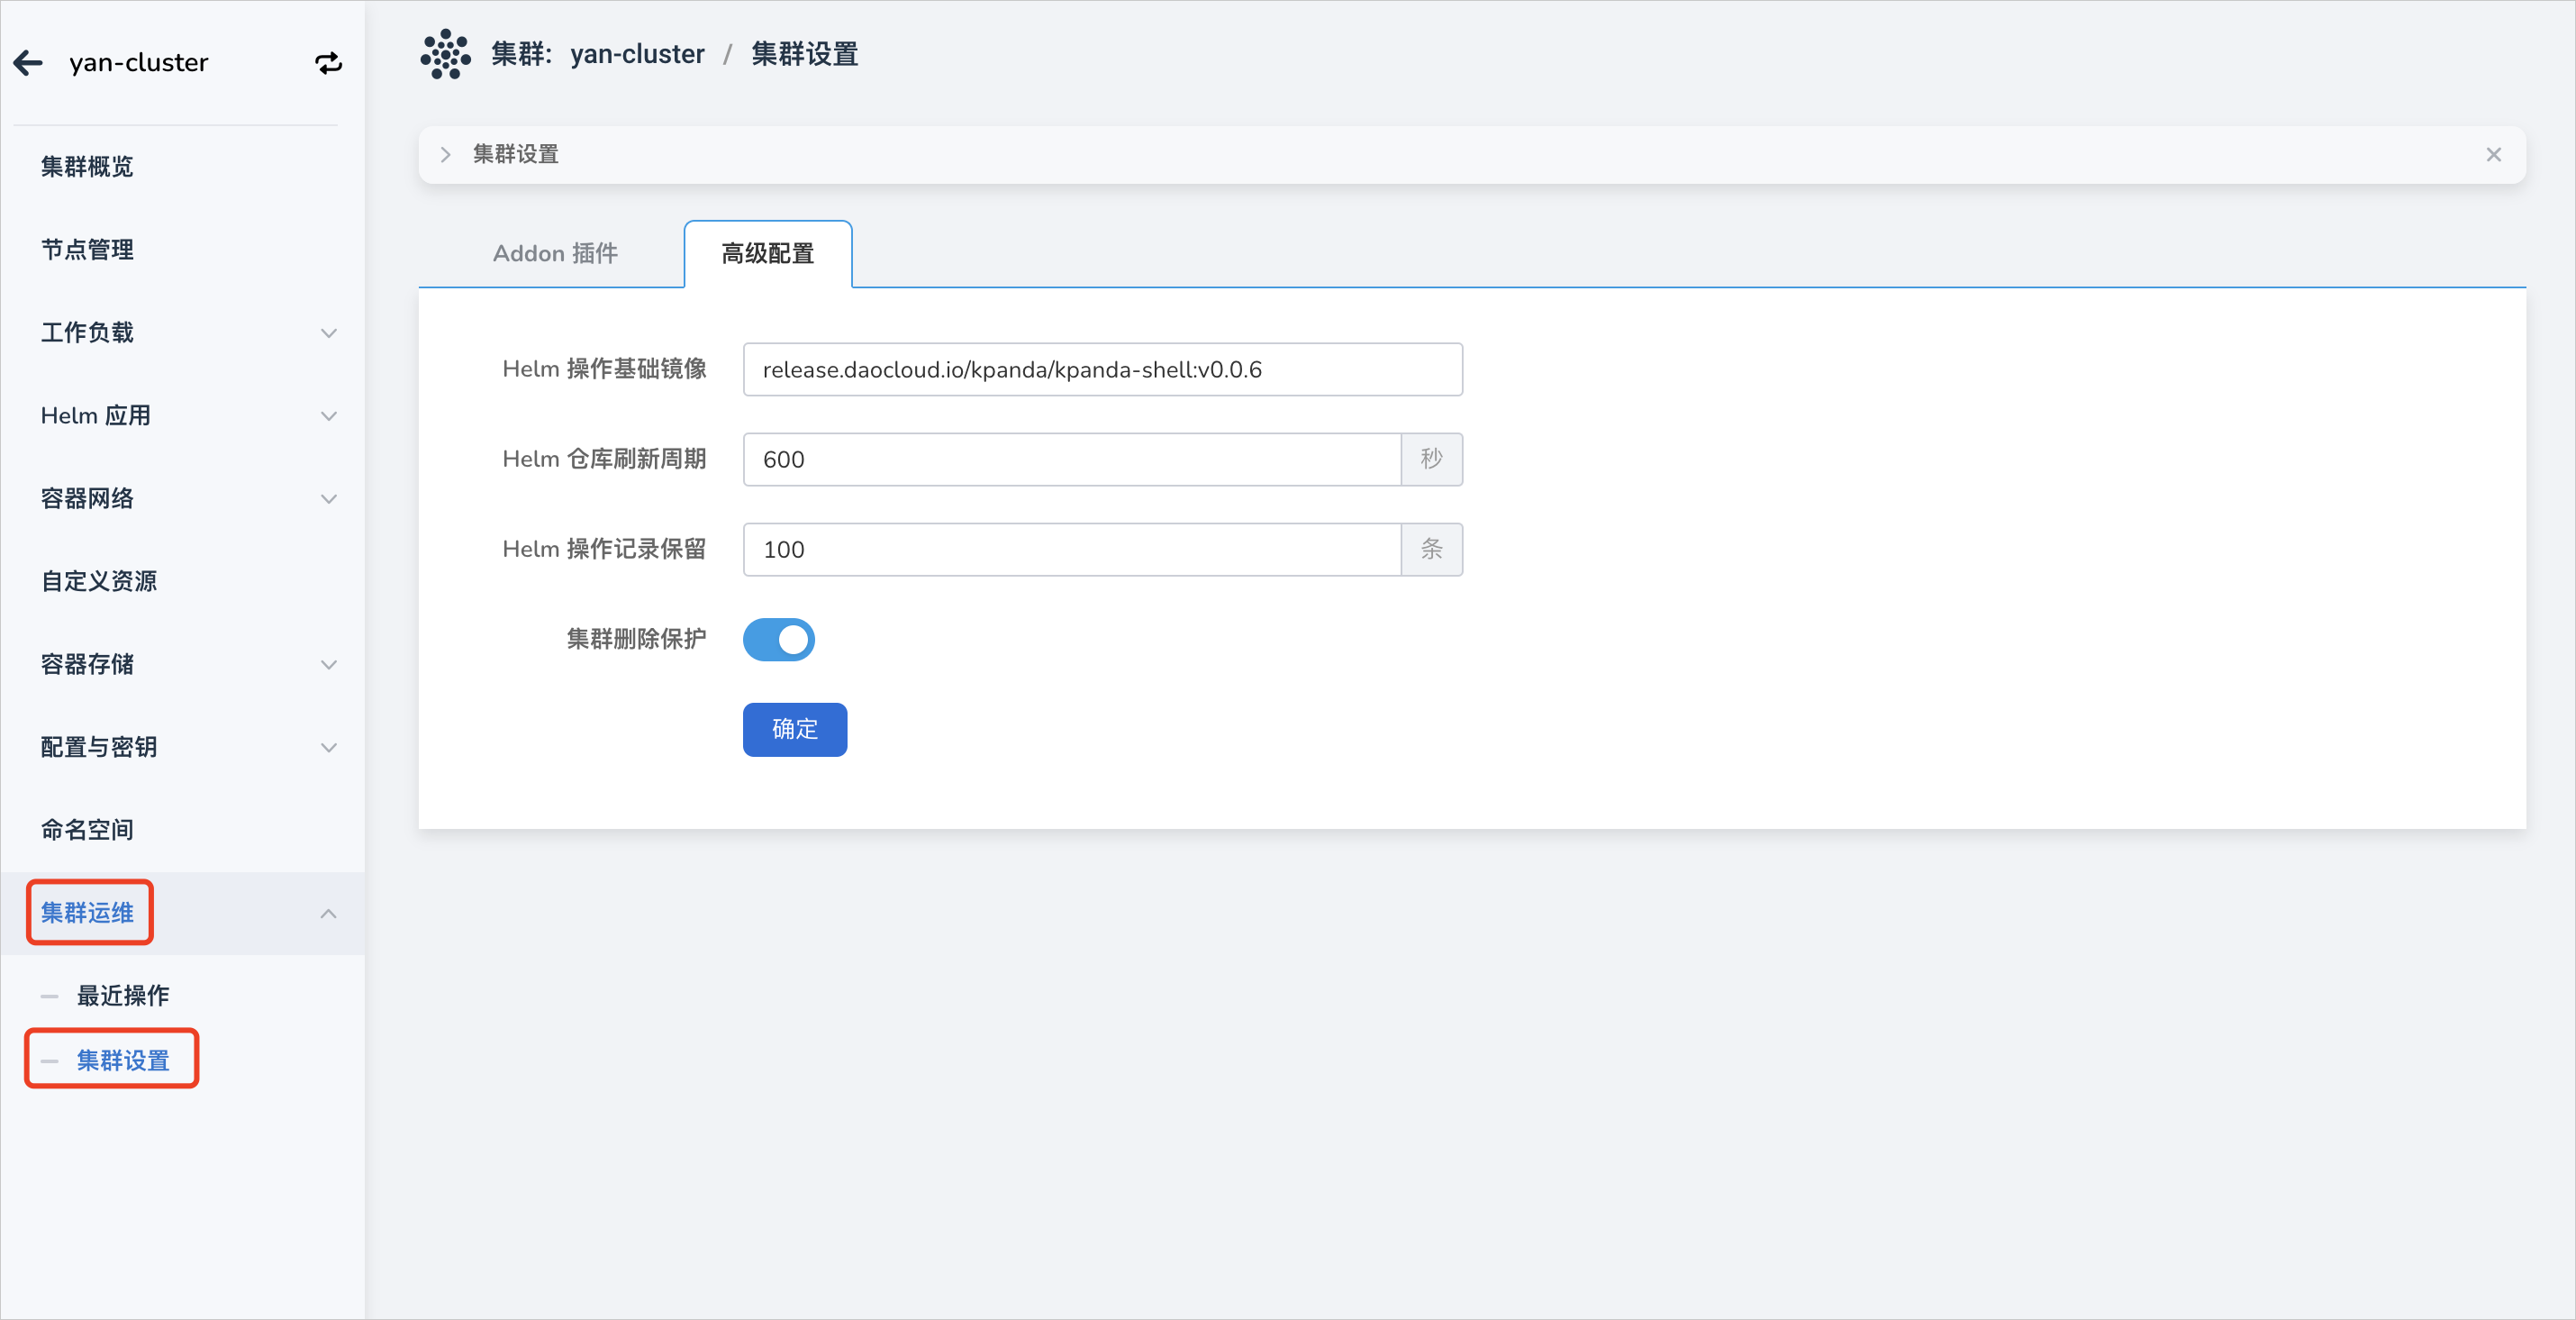 yan-cluster
集群概览
节点管理
工作负载
Helm 应用
容器网络
自定义资源
容器存储
配置与密钥
命名空间
集群运维
最近操作
集群设置
集群: yan-cluster / 集群设置
集群设置
Addon 插件
高级配置
Helm 操作基础镜像
release.daocloud.io/kpanda/kpanda-shell:v0.0.6
Helm 仓库刷新周期
600 秒
Helm 操作记录保留
100 条
集群删除保护
确定